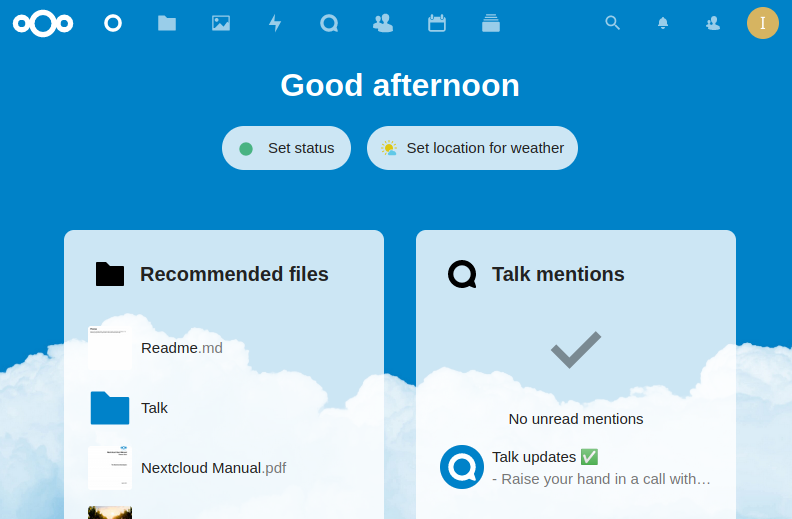 I
Good afternoon
Set status
Set location for weather
Recommended files
Readme.md
Talk
Nextcloud Manual.pdf
Talk mentions
No unread mentions
Talk updates ✅
- Raise your hand in a call with…